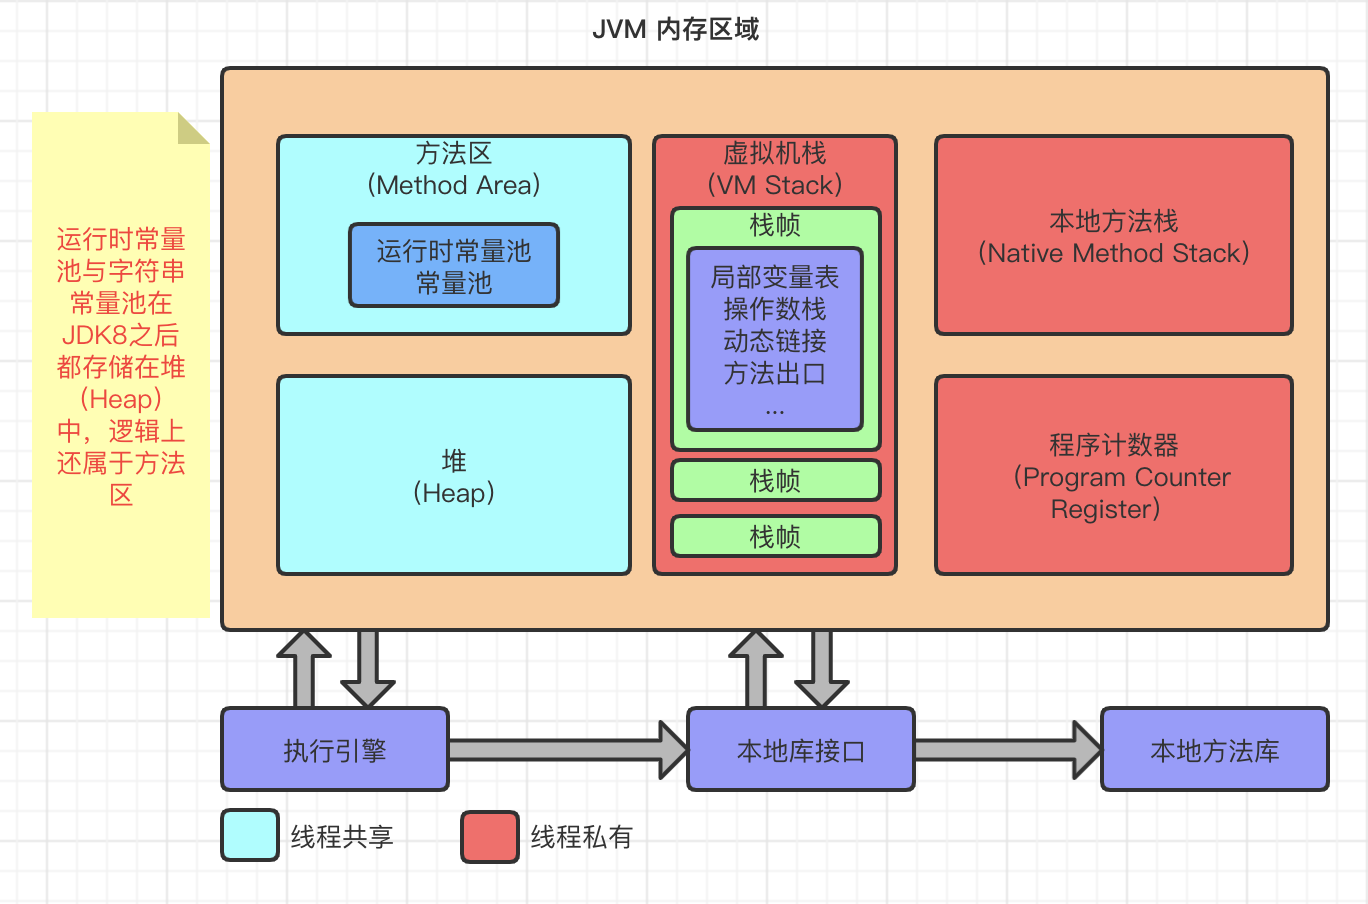 JVM 内存区域
运行时常量
池与字符串
常量池在
JDK8之后
都存储在堆
（Heap）
中，逻辑上
还属于方法
区
方法区
（Method Area）
运行时常量池
常量池
堆
（Heap）
虚拟机栈
（VM Stack）
栈帧
局部变量表
操作数栈
动态链接
方法出口
...
栈帧
栈帧
本地方法栈
（Native Method Stack）
程序计数器
（Program Counter
Register）
执行引擎
本地库接口
本地方法库
线程共享
线程私有